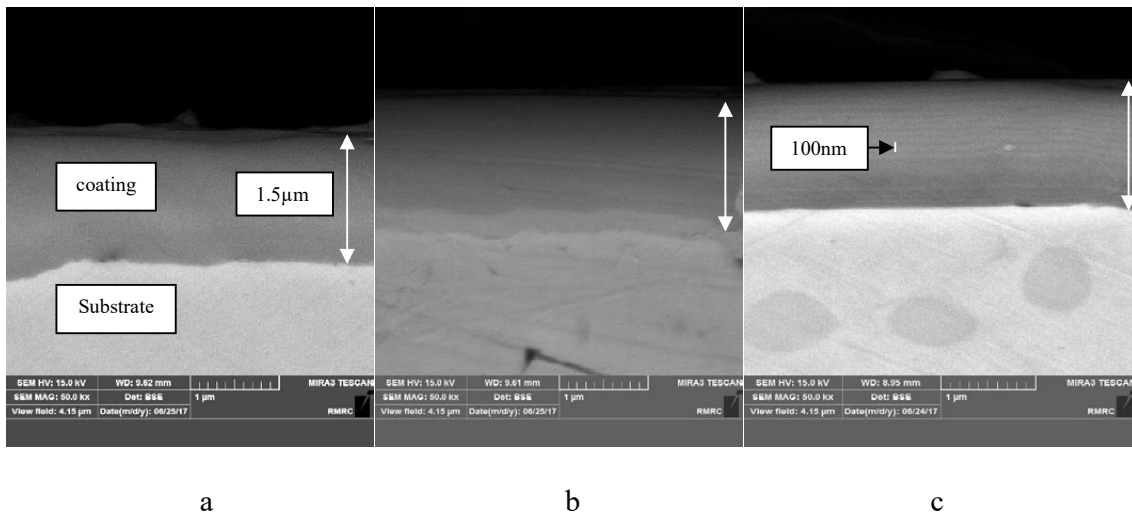 coating
1.5µm
Substrate
SEM HV: 15.0 kV
WD: 9.62 mm
SEM MAG: 50.0 kx
Det: BSE
1 µm
View field: 4.15 µm
Date(m/d/y): 06/25/17
MIRA3 TESCAN
RMRC
SEM HV: 15.0 kV
WD: 9.61 mm
SEM MAG: 50.0 kx
Det: BSE
1 µm
View field: 4.15 µm
Date(m/d/y): 06/25/17
MIRA3 TESCAN
RMRC
100nm
SEM HV: 15.0 kV
WD: 8.95 mm
SEM MAG: 50.0 kx
Det: BSE
1 µm
View field: 4.15 µm
Date(m/d/y): 06/24/17
MIRA3 TESCAN
RMRC
a
b
c